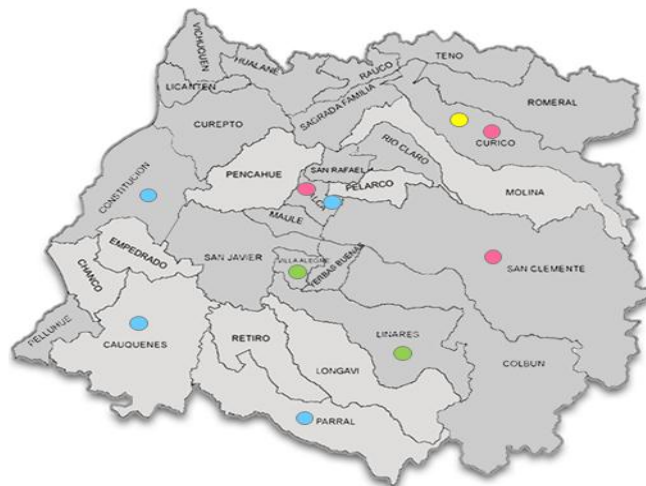 VICHUQUEN
HUALAÑE
TENO
RAUCO
LICANTEN
ROMERAL
SAGRADA FAMILIA
CUREPTO
CURICO
RIO CLARO
SAN RAFAEL
PENCAHUE
PELARCO
MOLINA
CONSTITUCION
LCA
MAULE
EMPEDRADO
SAN JAVIER
VILLA ALEGRE
YERBAS BUENAS
SAN CLEMENTE
CHANCO
PELLUHUE
CAUQUENES
RETIRO
LINARES
LONGAVI
COLBUN
PARRAL